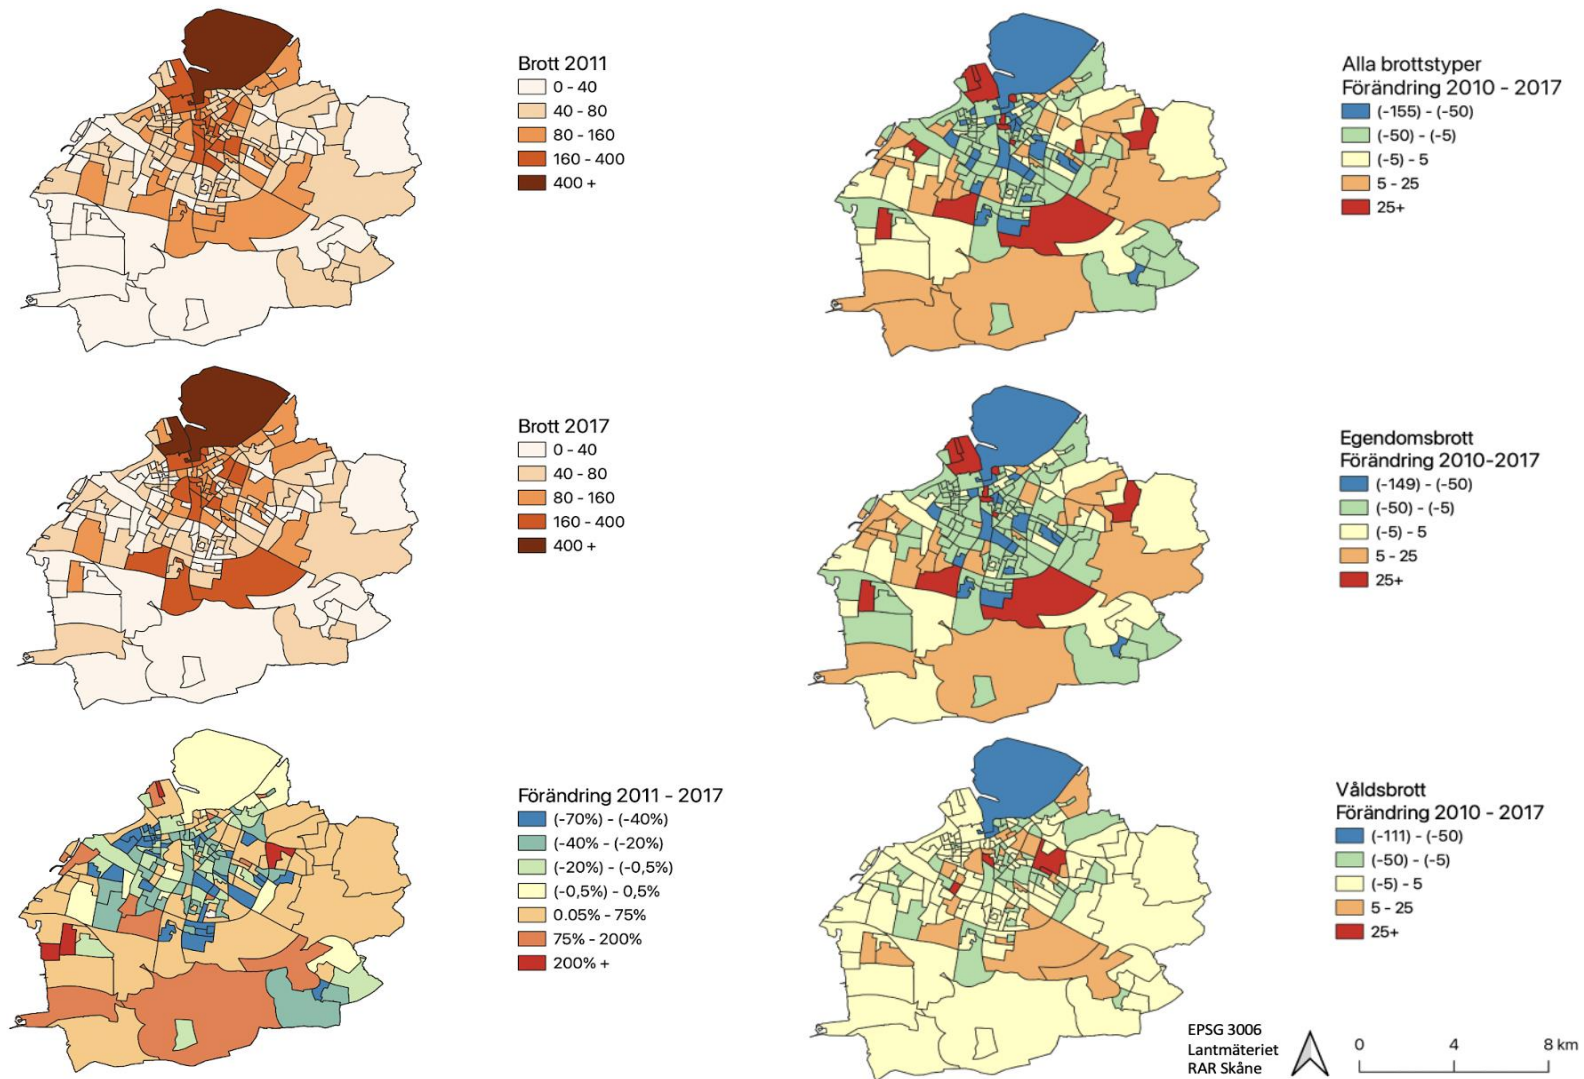 Brott 2011
0 - 40
40 - 80
80 - 160
160 - 400
400 +
Alla brottstyper
Förändring 2010 - 2017
(-155) - (-50)
(-50) - (-5)
(-5) - 5
5 - 25
25+
Brott 2017
0 - 40
40 - 80
80 - 160
160 - 400
400 +
Egendomsbrott
Förändring 2010-2017
(-149) - (-50)
(-50) - (-5)
(-5) - 5
5 - 25
25+
Förändring 2011 - 2017
(-70%) - (-40%)
(-40% - (-20%)
(-20%) - (-0,5%)
(-0,5%) - 0,5%
0.05% - 75%
75% - 200%
200% +
Våldsbrott
Förändring 2010 - 2017
(-111) - (-50)
(-50) - (-5)
(-5) - 5
5 - 25
25+
EPSG 3006
Lantmäteriet
RAR Skåne
0 4 8 km